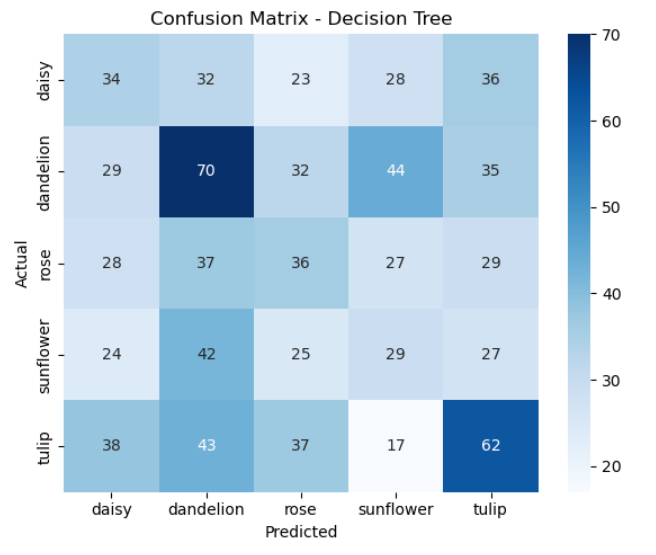 Confusion Matrix - Decision Tree
daisy 34 32 23 28 36
dandelion 29 70 32 44 35
rose 28 37 36 27 29
sunflower 24 42 25 29 27
tulip 38 43 37 17 62
daisy dandelion rose sunflower tulip
Predicted
Actual
70
60
50
40
30
20